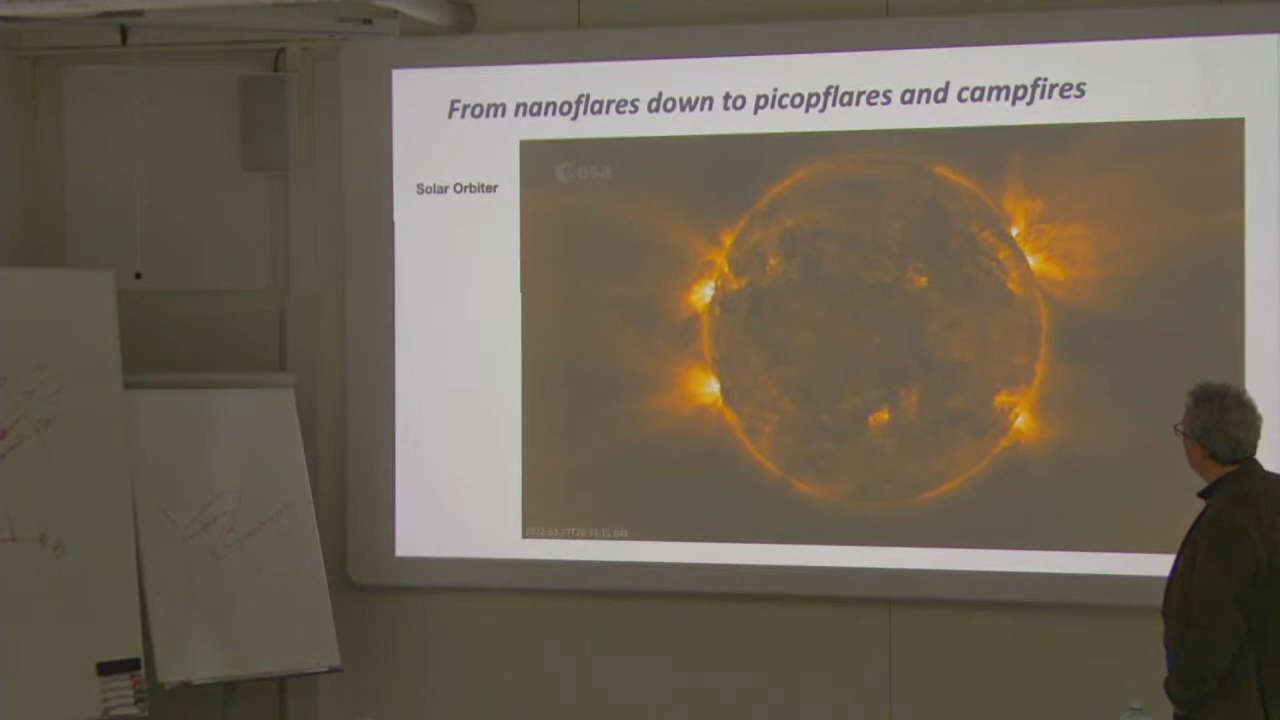 From nanoflares down to picopflares and campfires
Solar Orbiter
esa